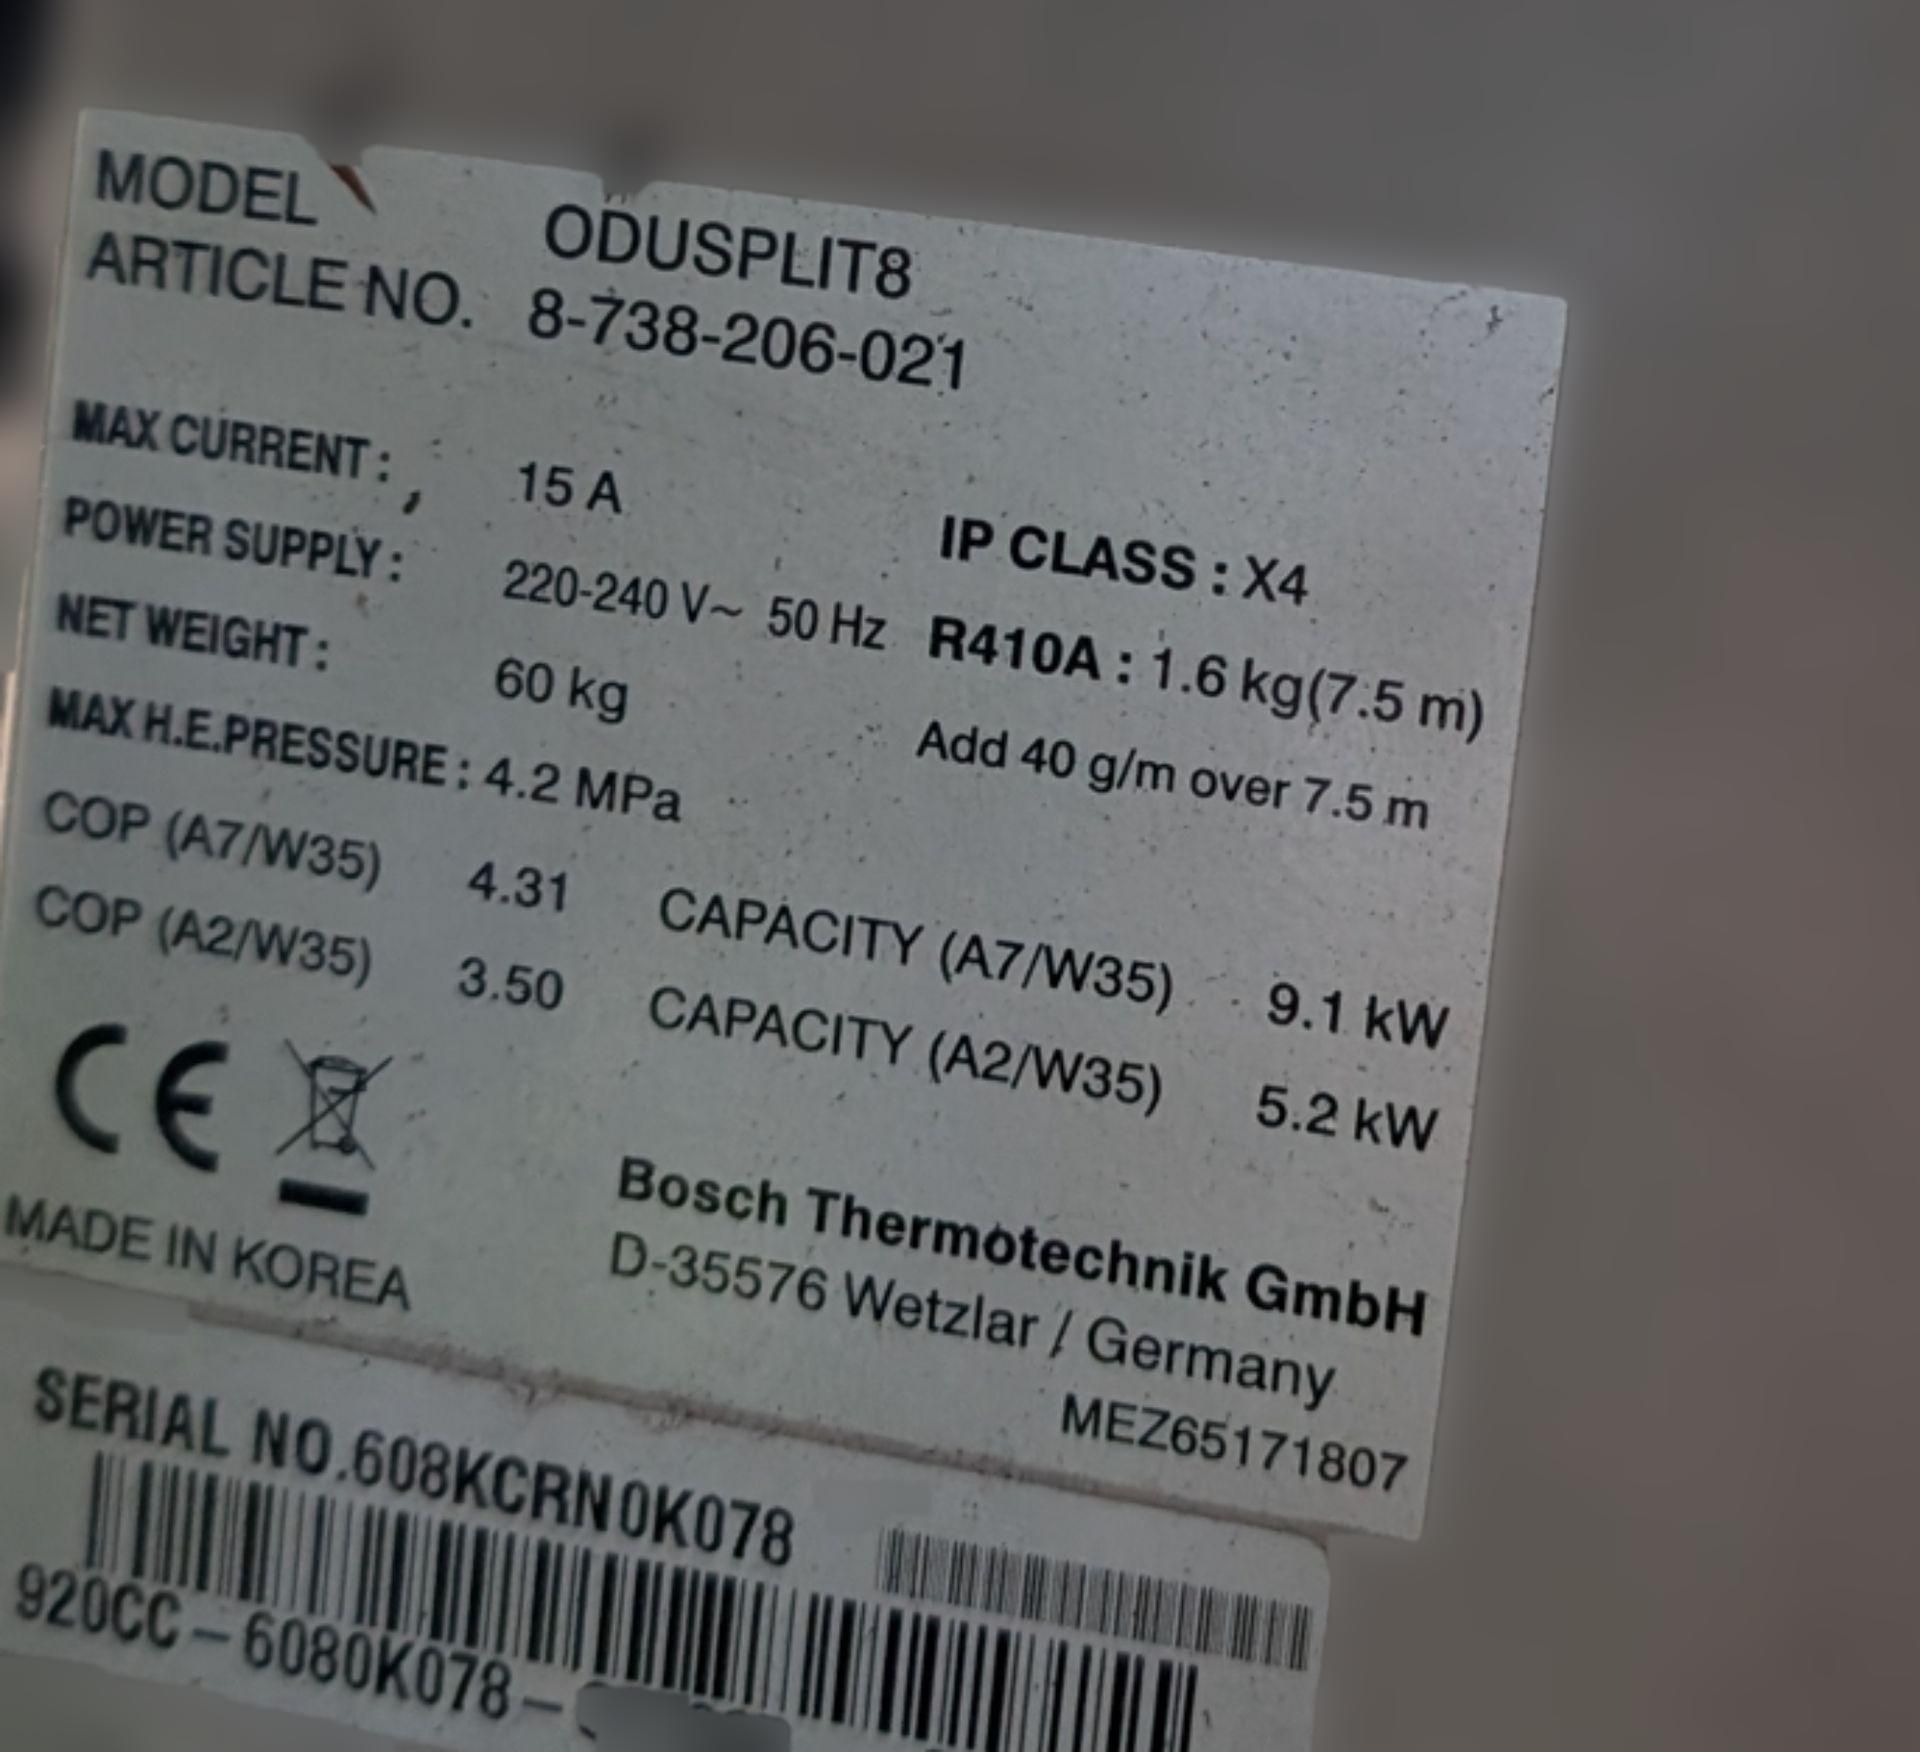 MODEL ODUSPLIT8
ARTICLE NO. 8-738-206-021
MAX CURRENT : 15 A
IP CLASS : X4
POWER SUPPLY : 220-240 V~ 50 Hz
R410A : 1.6 kg(7.5 m)
NET WEIGHT : 60 kg
Add 40 g/m over 7.5 m
MAX H.E.PRESSURE : 4.2 MPa
COP (A7/W35) 4.31 CAPACITY (A7/W35) 9.1 kW
COP (A2/W35) 3.50 CAPACITY (A2/W35) 5.2 kW
CE
MADE IN KOREA
Bosch Thermotechnik GmbH
D-35576 Wetzlar / Germany
MEZ65171807
SERIAL NO.608KCRN0K078
920CC-6080K078-